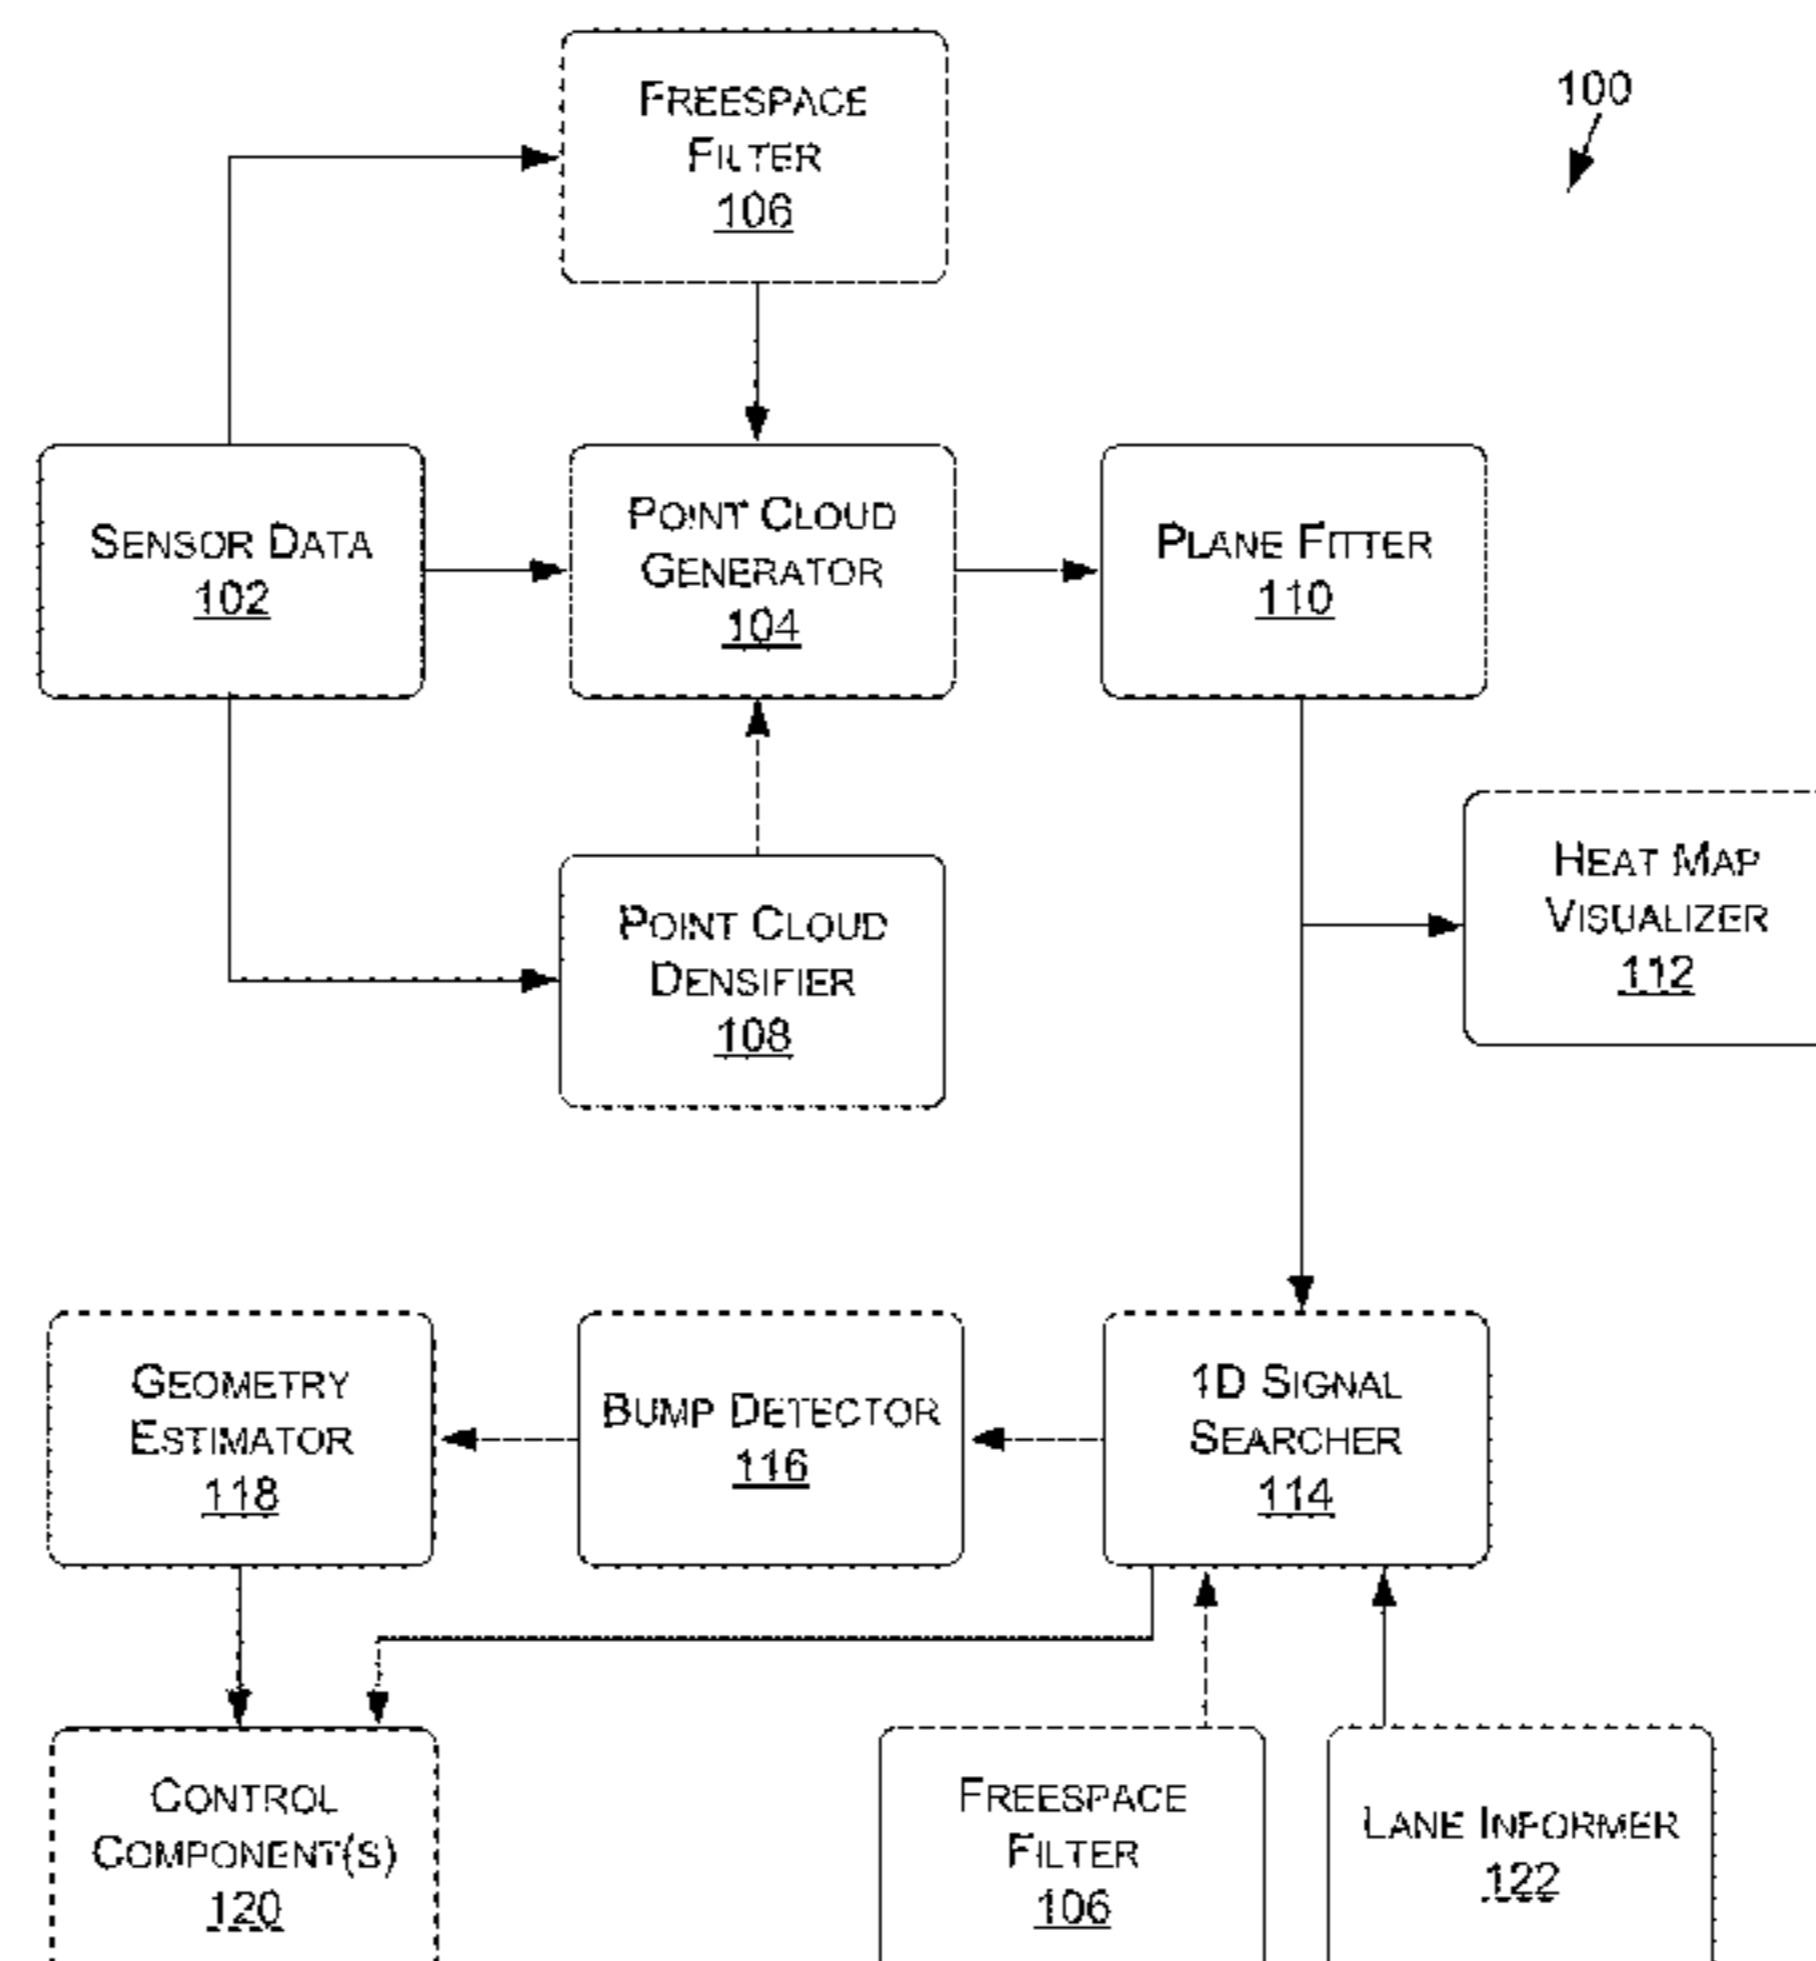 FREESPACE
FILTER
106
100
SENSOR DATA
102
POINT CLOUD
GENERATOR
104
PLANE FITTER
110
HEAT MAP
VISUALIZER
112
POINT CLOUD
DENSIFIER
108
GEOMETRY
ESTIMATOR
118
BUMP DETECTOR
116
1D SIGNAL
SEARCHER
114
CONTROL
COMPONENT(S)
120
FREESPACE
FILTER
106
LANE INFORMER
122